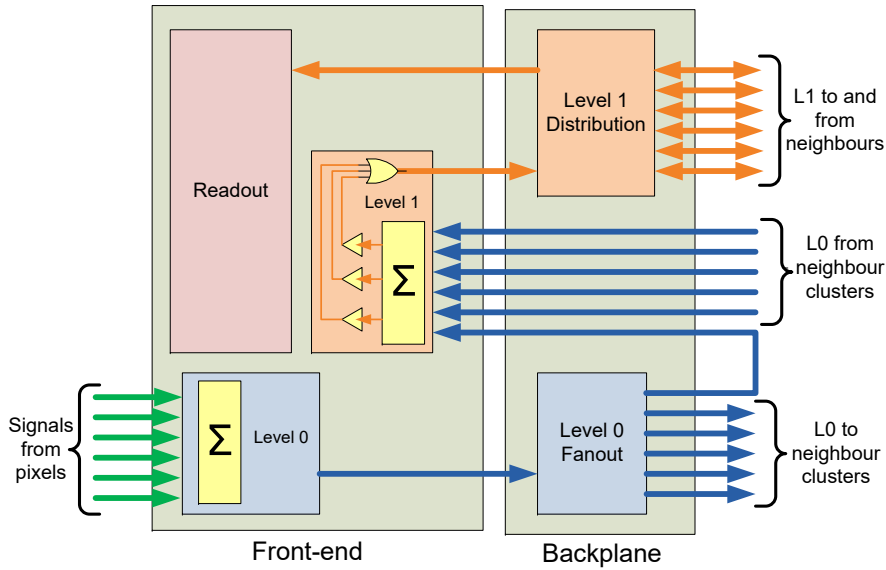 Readout
Level 1
Distribution
L1 to and
from
neighbours
Level 1
Σ
L0 from
neighbour
clusters
Signals
from
pixels
Σ
Level 0
Level 0
Fanout
L0 to
neighbour
clusters
Front-end
Backplane